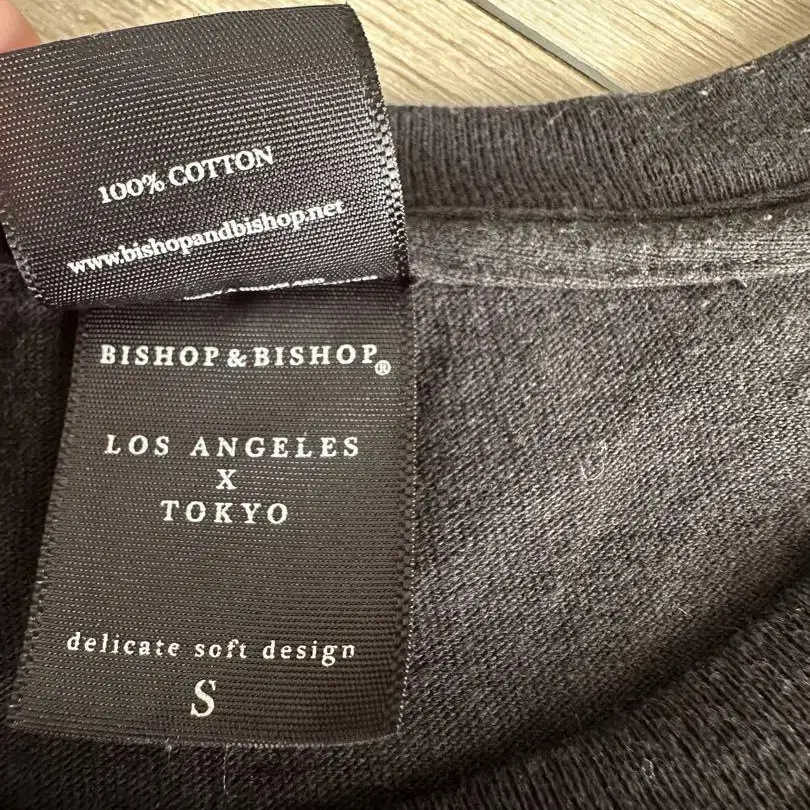 100% COTTON
www.bishopandbishop.net
BISHOP & BISHOP®
LOS ANGELES
X
TOKYO
delicate soft design
S